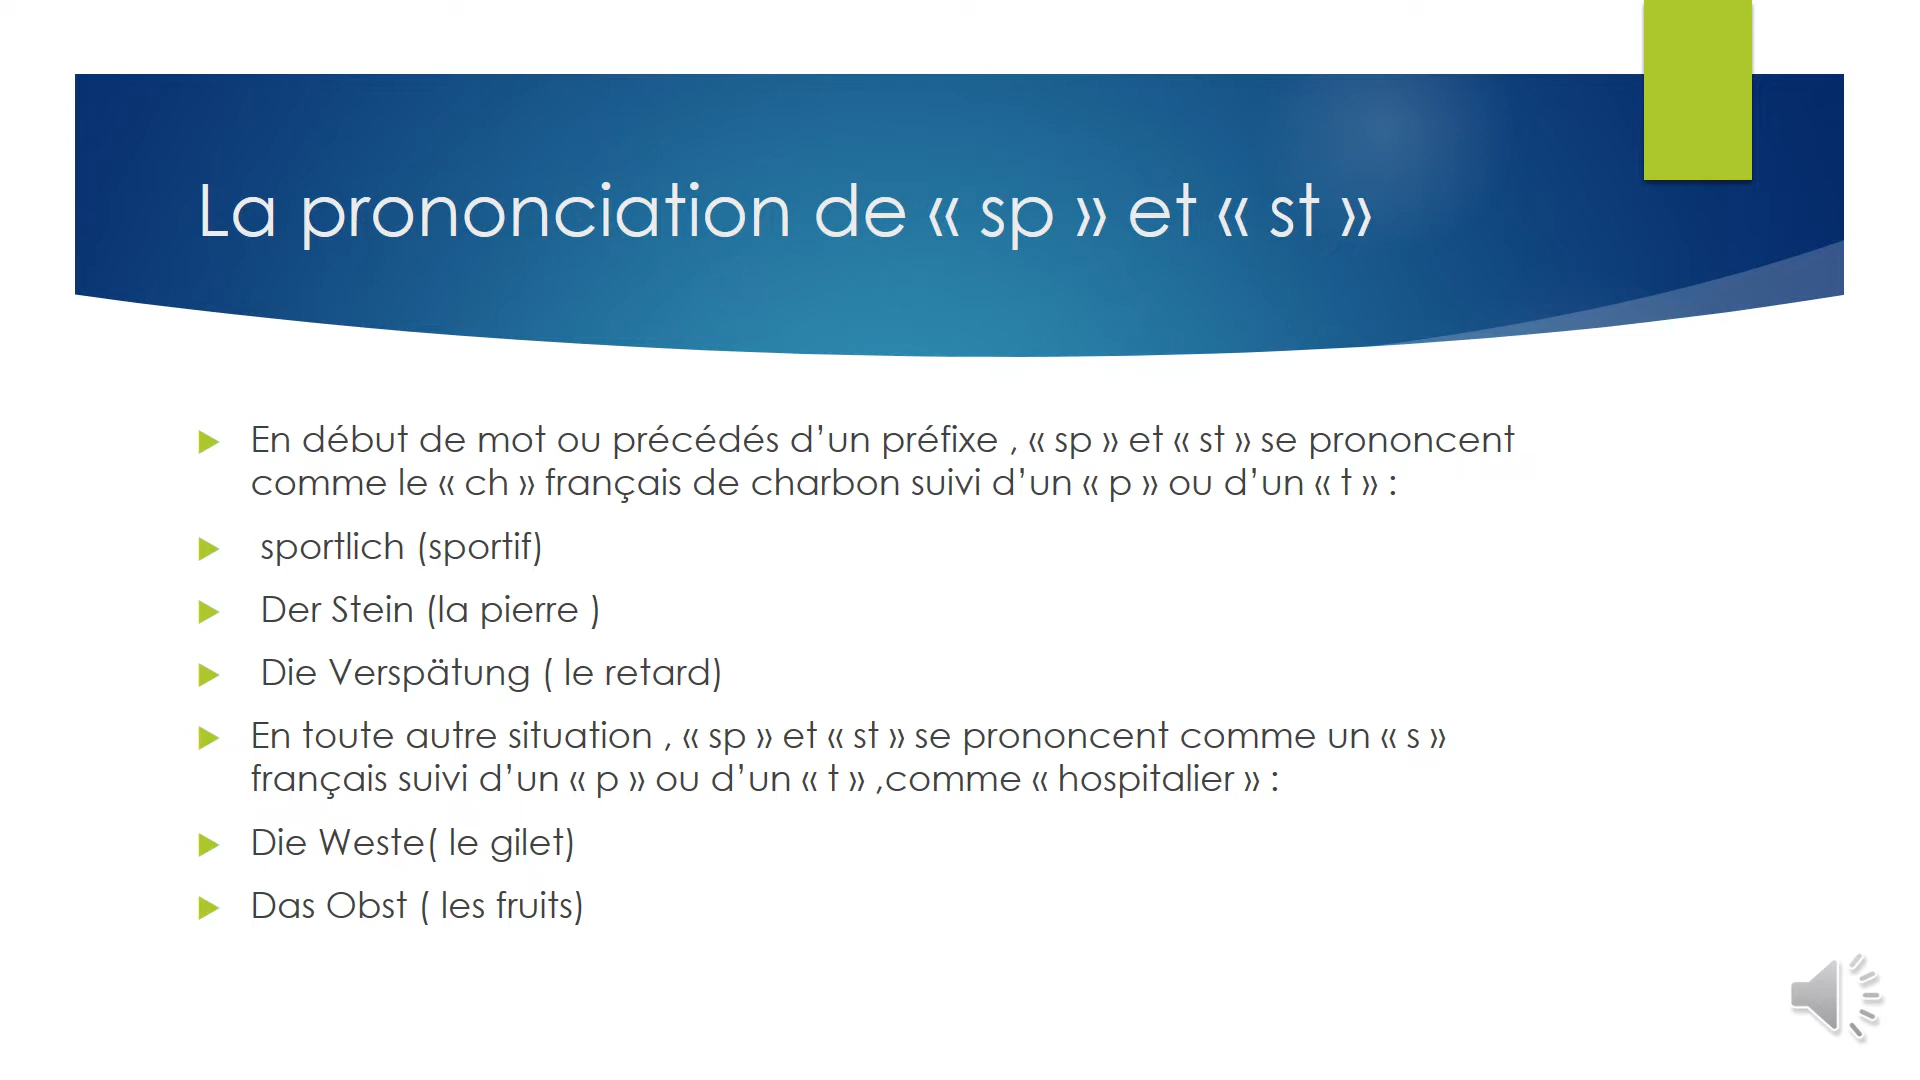 La prononciation de « sp » et « st »
En début de mot ou précédés d’un préfixe , « sp » et « st » se prononcent
comme le « ch » français de charbon suivi d’un « p » ou d’un « t » :
sportlich (sportif)
Der Stein (la pierre )
Die Verspätung ( le retard)
En toute autre situation , « sp » et « st » se prononcent comme un « s »
français suivi d’un « p » ou d’un « t » ,comme « hospitalier » :
Die Weste( le gilet)
Das Obst ( les fruits)